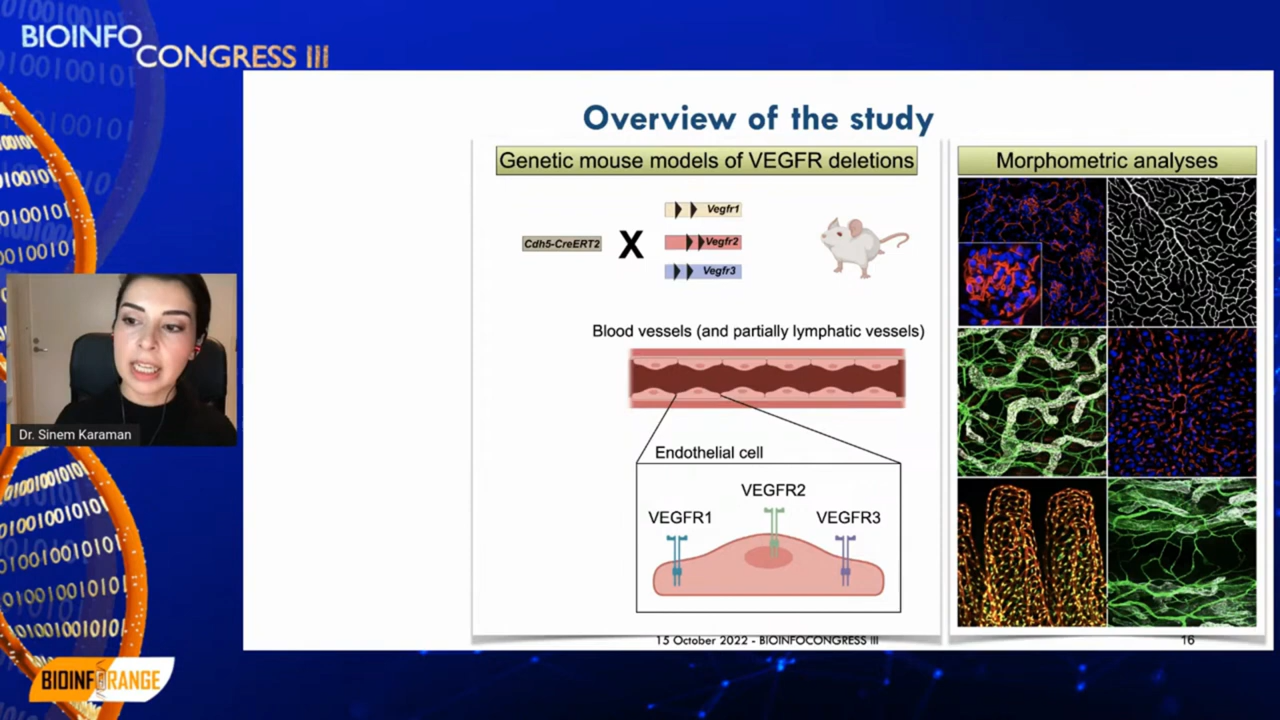 BIOINFO
CONGRESS III
Overview of the study
Genetic mouse models of VEGFR deletions
Cdh5-CreERT2
X
Vegfr1
Vegfr2
Vegfr3
Blood vessels (and partially lymphatic vessels)
Endothelial cell
VEGFR1
VEGFR2
VEGFR3
Morphometric analyses
15 October 2022 - BIOINFOCONGRESS III
16
Dr. Sinem Karaman
BIOINFORANGE